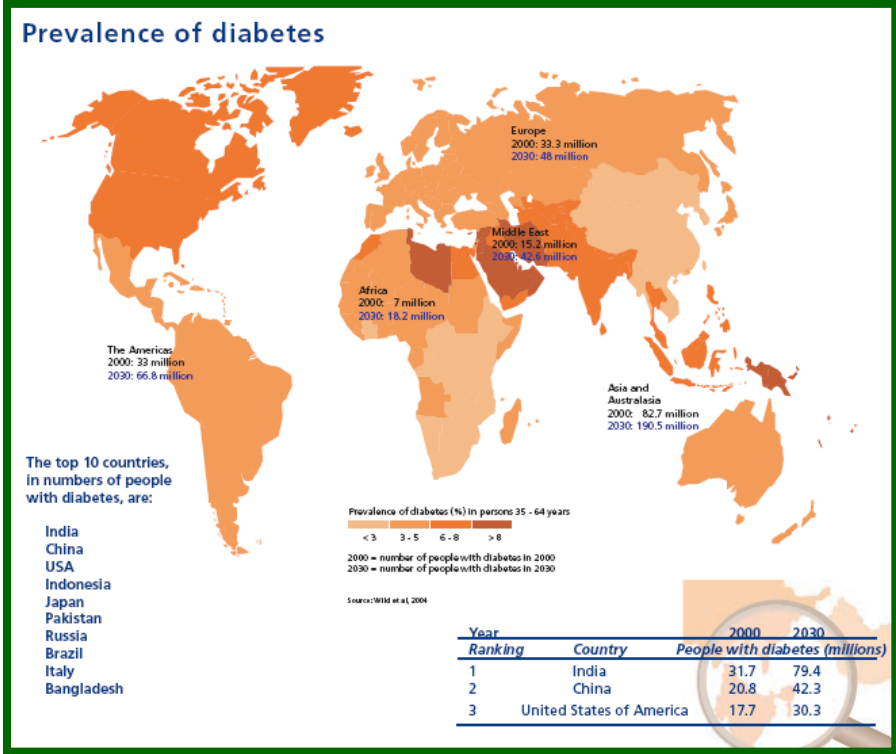 Prevalence of diabetes
Europe
2000: 33.3 million
2030: 48 million
Middle East
2000: 15.2 million
2030: 42.6 million
Africa
2000: 7 million
2030: 18.2 million
The Americas
2000: 33 million
2030: 66.8 million
Asia and
Australasia
2000: 82.7 million
2030: 190.5 million
The top 10 countries,
in numbers of people
with diabetes, are:
India
China
USA
Indonesia
Japan
Pakistan
Russia
Brazil
Italy
Bangladesh
Prevalence of diabetes (%) in persons 35 - 64 years
< 3 3 - 5 6 - 8 > 8
2000 = number of people with diabetes in 2000
2030 = number of people with diabetes in 2030
Source: Wild et al, 2004
Year 2000 2030
Ranking Country People with diabetes (millions)
1 India 31.7 79.4
2 China 20.8 42.3
3 United States of America 17.7 30.3